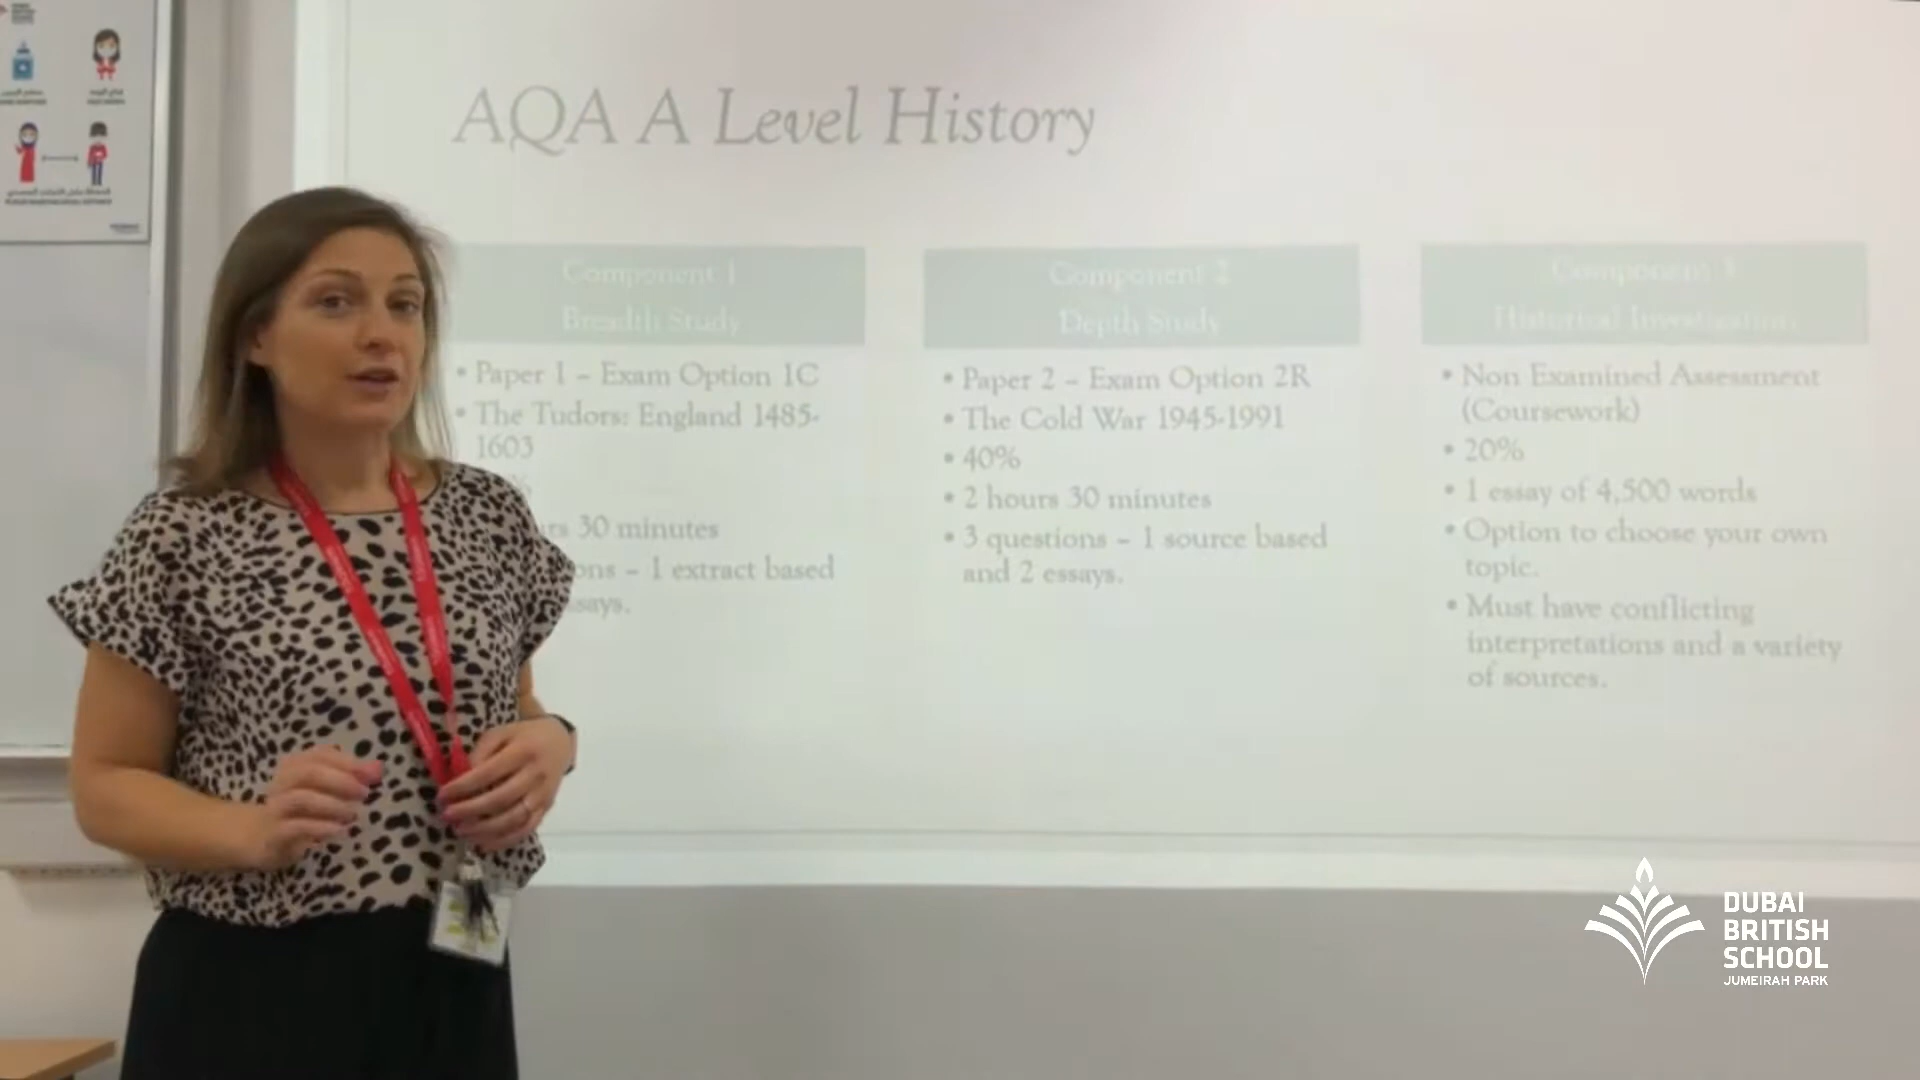 AQA A Level History
Component 1
Breadth Study
• Paper 1 – Exam Option 1C
• The Tudors: England 1485-
1603
30 minutes
– 1 extract based
Component 2
Depth Study
• Paper 2 – Exam Option 2R
• The Cold War 1945-1991
• 40%
• 2 hours 30 minutes
• 3 questions – 1 source based
and 2 essays.
Component 3
Historical Investigation
• Non Examined Assessment
(Coursework)
• 20%
• 1 essay of 4,500 words
• Option to choose your own
topic.
• Must have conflicting
interpretations and a variety
of sources.
DUBAI
BRITISH
SCHOOL
JUMEIRAH PARK